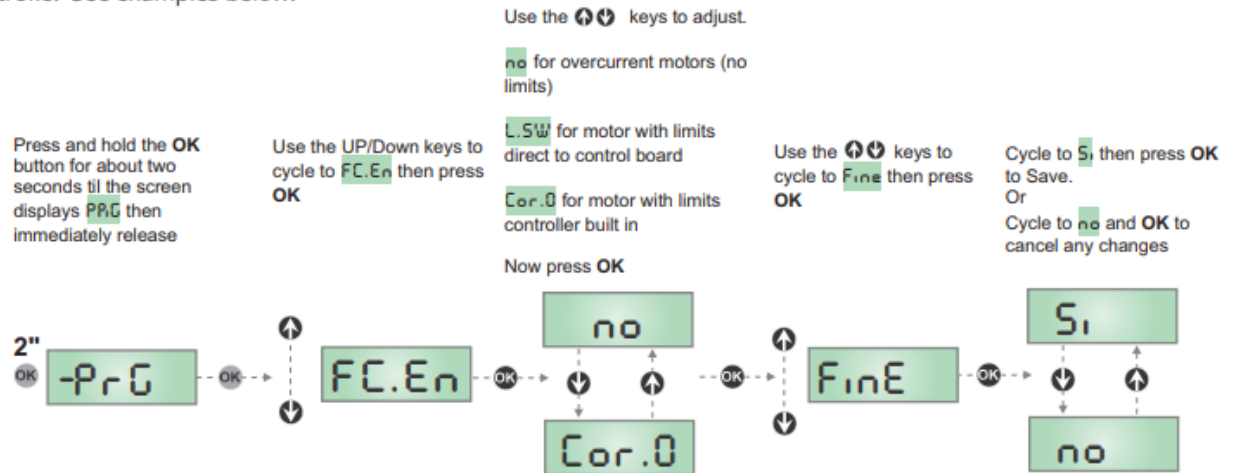 Press and hold the OK
button for about two
seconds til the screen
displays PRG then
immediately release
Use the UP/Down keys to
cycle to FC.En then press
OK
Use the keys to adjust.
no for overcurrent motors (no
limits)
L.SW for motor with limits
direct to control board
Cor.0 for motor with limits
controller built in
Now press OK
Use the keys to
cycle to Fine then press
OK
Cycle to Si then press OK
to Save.
Or
Cycle to no and OK to
cancel any changes
2"
OK
-PrG
OK
FC.En
OK
no
Cor.0
OK
FinE
OK
Si
no